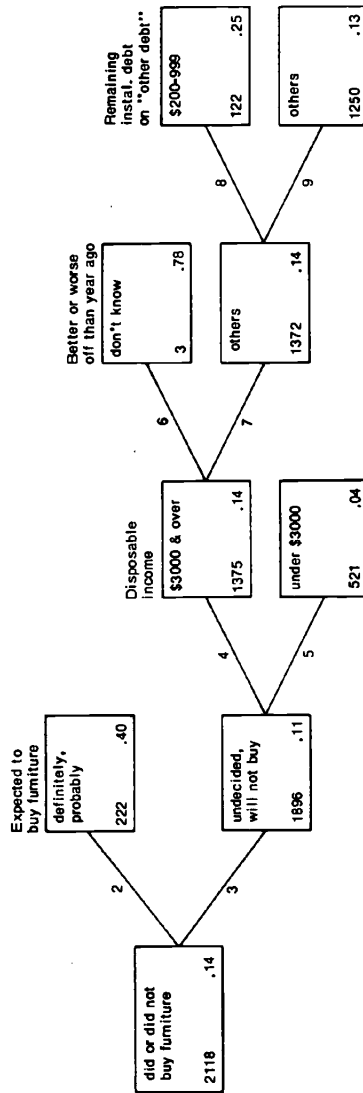 did or did not
buy furniture
2118 .14
2
3
Expected to
buy furniture
definitely,
probably
222 .40
undecided,
will not buy
1896 .11
4
5
Disposable
income
$3000 & over
1375 .14
under $3000
521 .04
6
7
Better or worse
off than year ago
don't know
3 .78
others
1372 .14
8
9
Remaining
instal. debt
on "other debt"
$200-999
122 .25
others
1250 .13